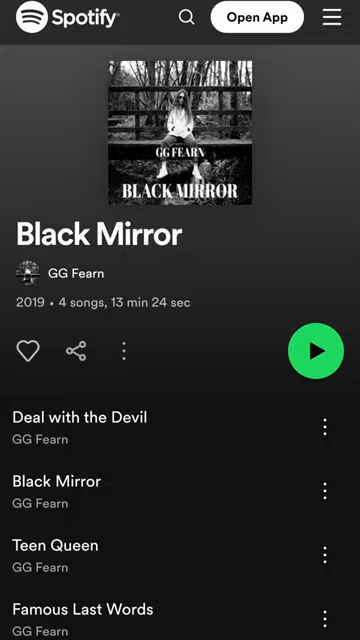 Spotify
Open App
GG FEARN
BLACK MIRROR
Black Mirror
GG Fearn
2019 • 4 songs, 13 min 24 sec
Deal with the Devil
GG Fearn
Black Mirror
GG Fearn
Teen Queen
GG Fearn
Famous Last Words
GG Fearn